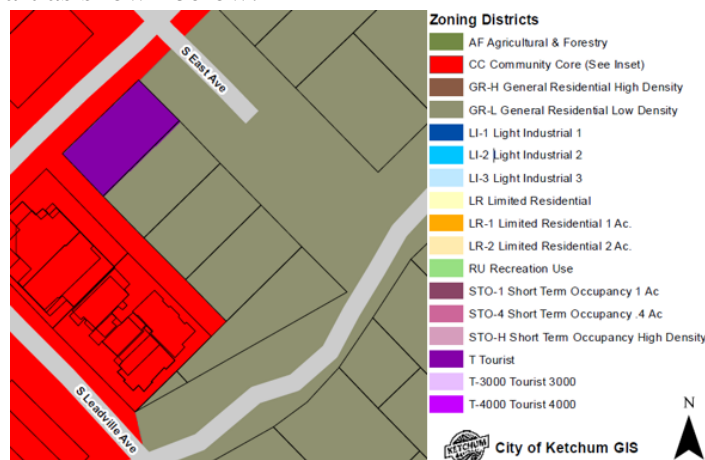 Zoning Districts
AF Agricultural & Forestry
CC Community Core (See Inset)
GR-H General Residential High Density
GR-L General Residential Low Density
LI-1 Light Industrial 1
LI-2 Light Industrial 2
LI-3 Light Industrial 3
LR Limited Residential
LR-1 Limited Residential 1 Ac.
LR-2 Limited Residential 2 Ac.
RU Recreation Use
STO-1 Short Term Occupancy 1 Ac
STO-4 Short Term Occupancy .4 Ac
STO-H Short Term Occupancy High Density
T Tourist
T-3000 Tourist 3000
T-4000 Tourist 4000
S East Ave
S Leadville Ave
N
KETCHUM
City of Ketchum GIS